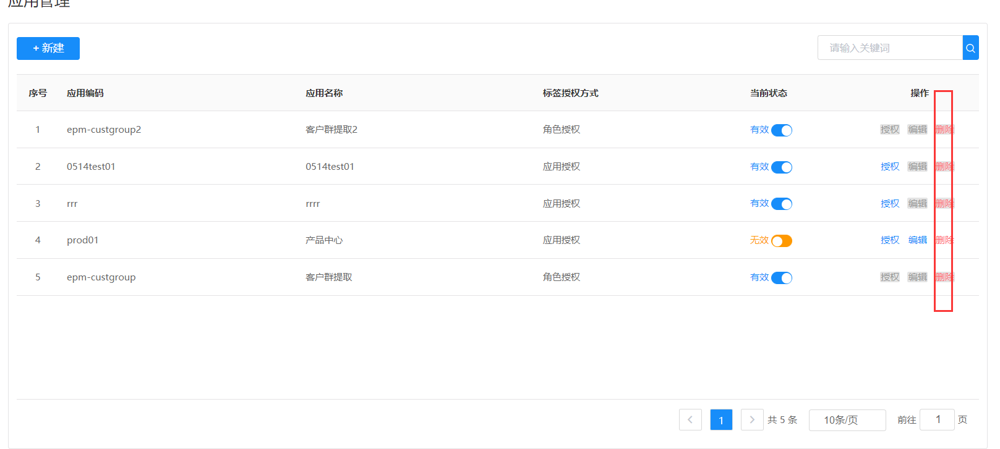 应用管理
+ 新建
请输入关键词
序号 应用编码 应用名称 标签授权方式 当前状态 操作
1 epm-custgroup2 客户群提取2 角色授权 有效 授权 编辑 删除
2 0514test01 0514test01 应用授权 有效 授权 编辑 删除
3 rrr rrrr 应用授权 有效 授权 编辑 删除
4 prod01 产品中心 应用授权 无效 授权 编辑 删除
5 epm-custgroup 客户群提取 角色授权 有效 授权 编辑 删除
< 1 > 共 5 条 10条/页 前往 1 页